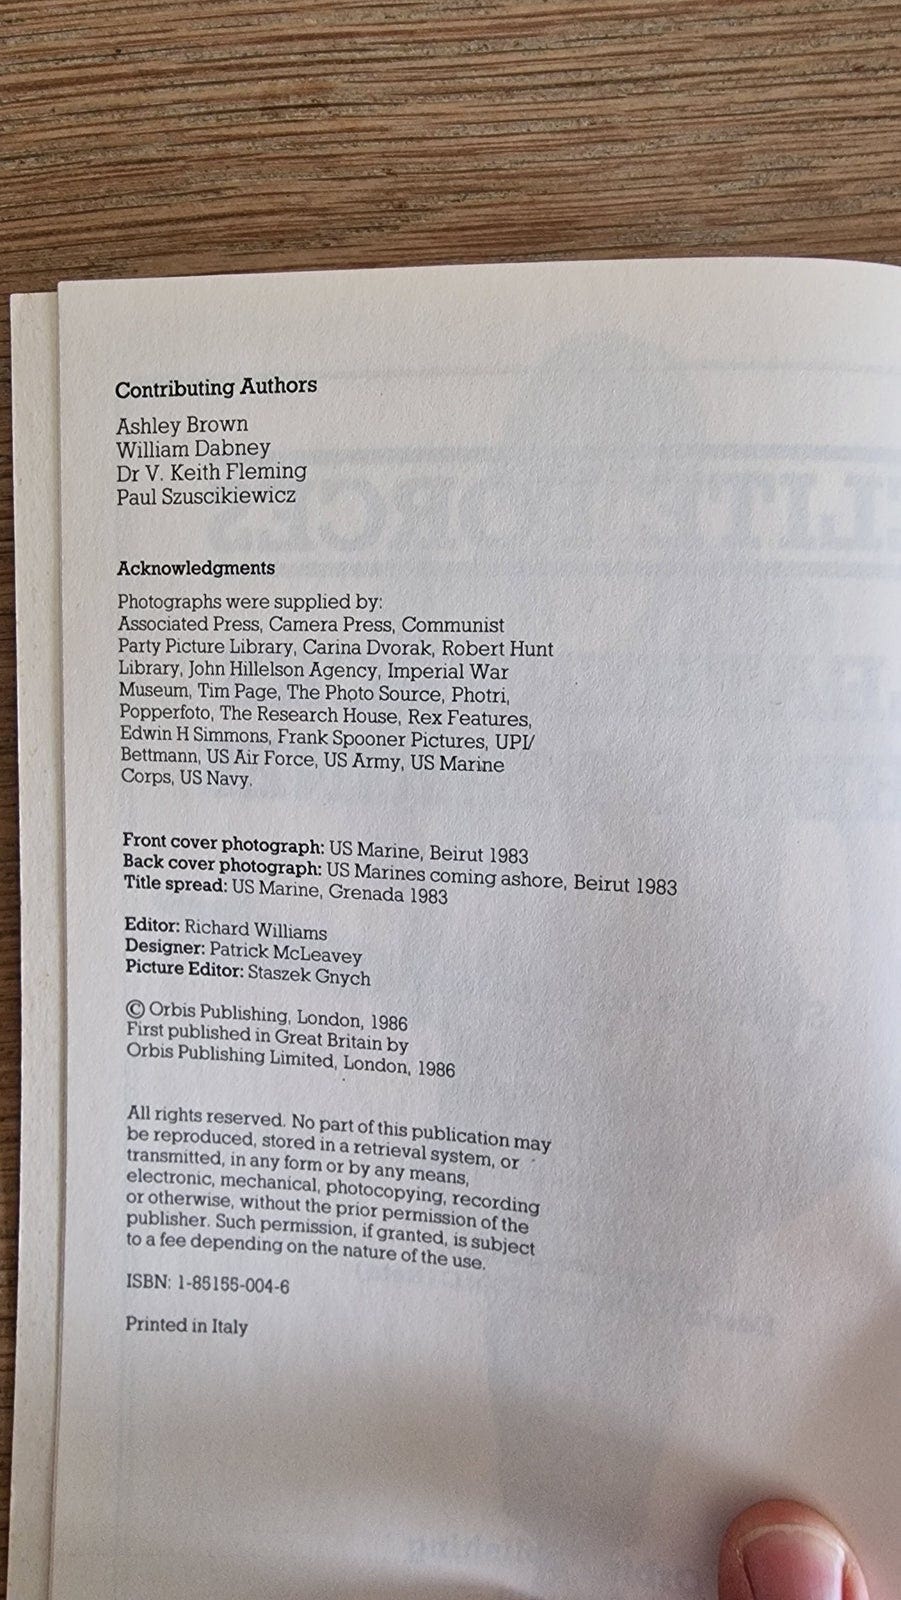 Contributing Authors
Ashley Brown
William Dabney
Dr V. Keith Fleming
Paul Szuscikiewicz
Acknowledgments
Photographs were supplied by:
Associated Press, Camera Press, Communist
Party Picture Library, Carina Dvorak, Robert Hunt
Library, John Hillelson Agency, Imperial War
Museum, Tim Page, The Photo Source, Photri,
Popperfoto, The Research House, Rex Features,
Edwin H Simmons, Frank Spooner Pictures, UPI/
Bettmann, US Air Force, US Army, US Marine
Corps, US Navy.
Front cover photograph: US Marine, Beirut 1983
Back cover photograph: US Marines coming ashore, Beirut 1983
Title spread: US Marine, Grenada 1983
Editor: Richard Williams
Designer: Patrick McLeavey
Picture Editor: Staszek Gnych
© Orbis Publishing, London, 1986
First published in Great Britain by
Orbis Publishing Limited, London, 1986
All rights reserved. No part of this publication may
be reproduced, stored in a retrieval system, or
transmitted, in any form or by any means,
electronic, mechanical, photocopying, recording
or otherwise, without the prior permission of the
publisher. Such permission, if granted, is subject
to a fee depending on the nature of the use.
ISBN: 1-85155-004-6
Printed in Italy